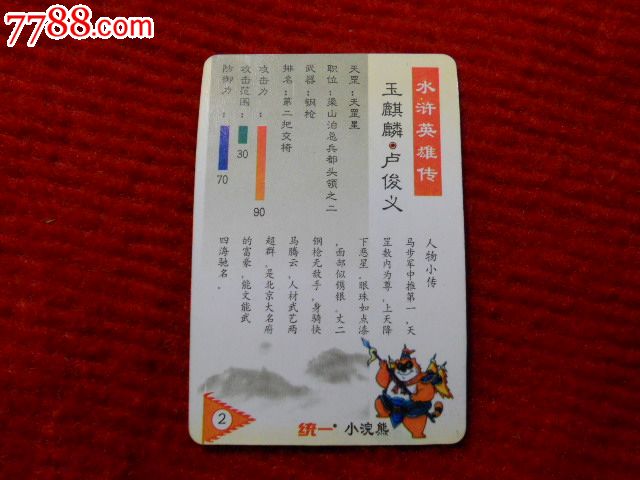 7788.com
水浒英雄传
玉麒麟·卢俊义
天罡：天罡星
职位：梁山泊总兵都头领之二
武器：钢枪
排名：第二把交椅
攻击力：
90
攻击范围：
30
防御力：
70
人物小传
马步军中推第一，天
罡数内为尊，上天降
下恶星，眼珠如点漆
，面部似镌银，丈二
钢枪无敌手，身骑快
马腾云，人材武艺两
超群，是北京大名府
的富豪，能文能武
四海驰名．
2
统一
小浣熊